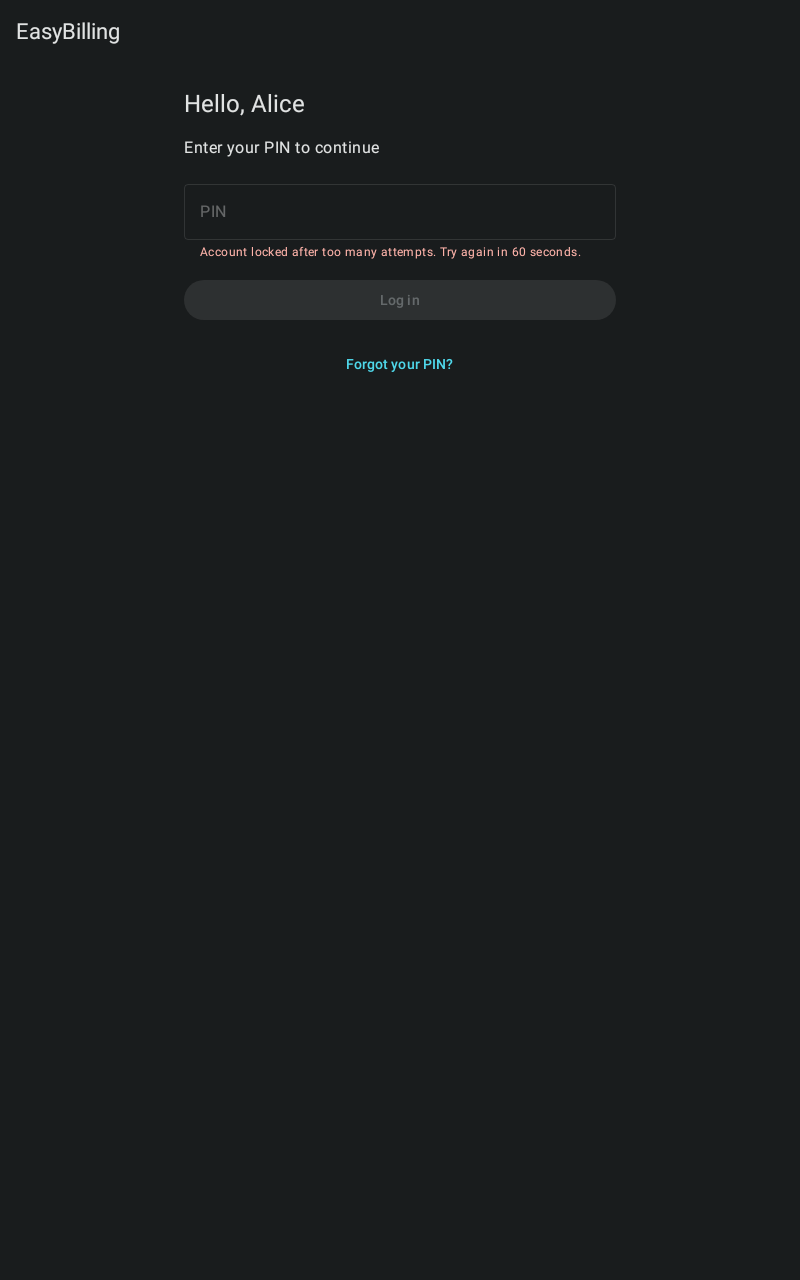 EasyBilling
Hello, Alice
Enter your PIN to continue
PIN
Account locked after too many attempts. Try again in 60 seconds.
Log in
Forgot your PIN?